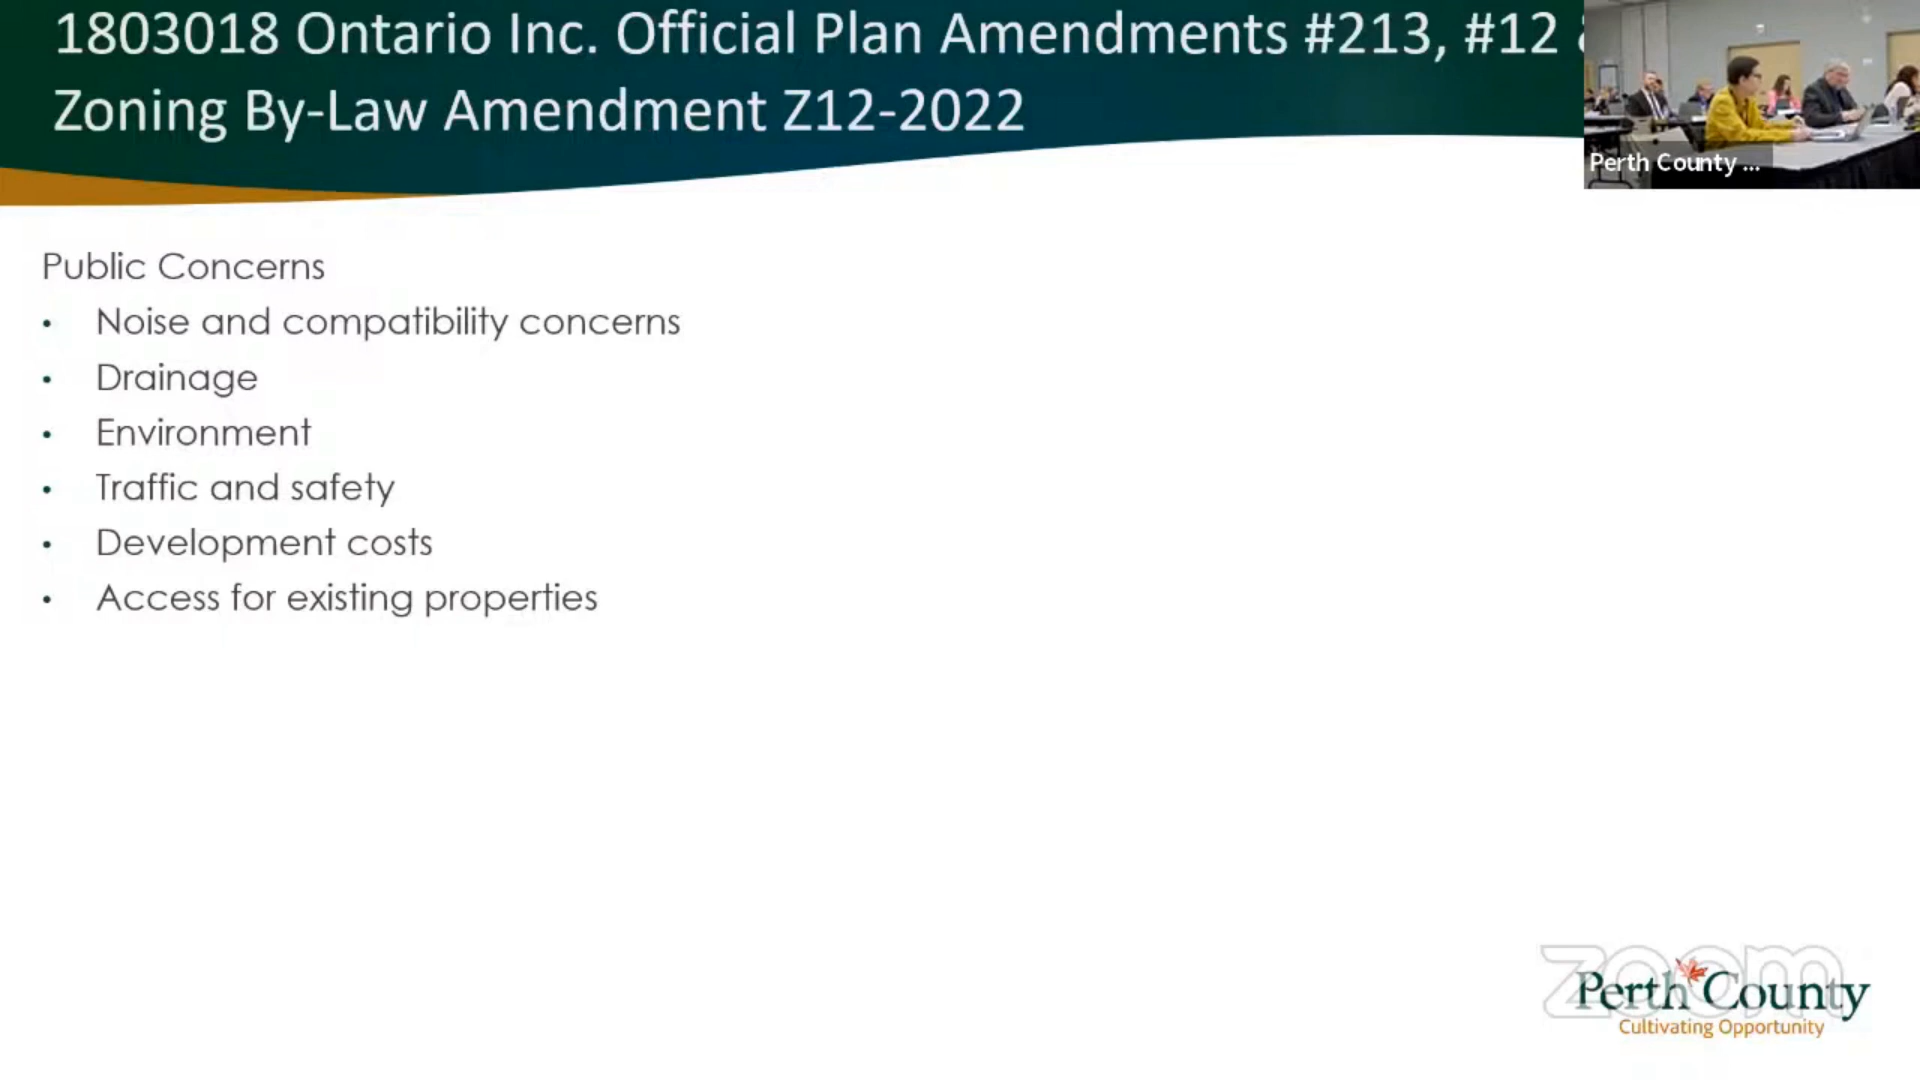 1803018 Ontario Inc. Official Plan Amendments #213, #12
Zoning By-Law Amendment Z12-2022
Perth County ...
Public Concerns
• Noise and compatibility concerns
• Drainage
• Environment
• Traffic and safety
• Development costs
• Access for existing properties
zoom
Perth County
Cultivating Opportunity